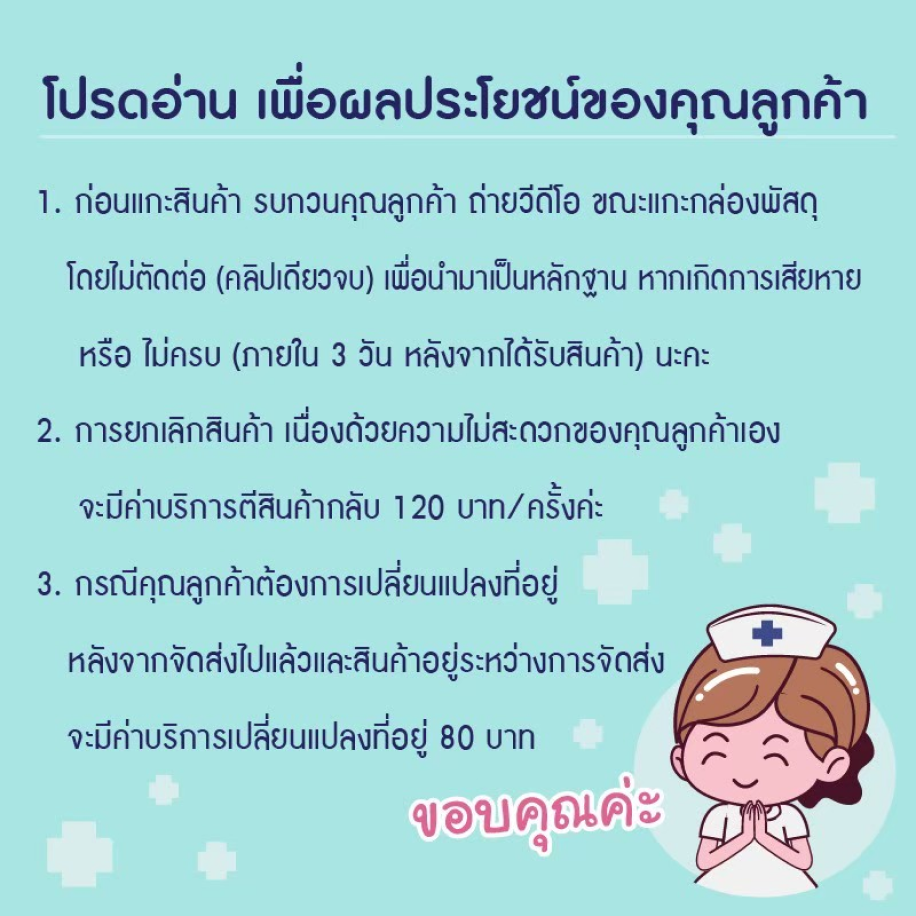 โปรดอ่าน เพื่อผลประโยชน์ของคุณลูกค้า
1. ก่อนแกะสินค้า รบกวนคุณลูกค้า ถ่ายวีดีโอ ขณะแกะกล่องพัสดุ
โดยไม่ตัดต่อ (คลิปเดียวจบ) เพื่อนำมาเป็นหลักฐาน หากเกิดการเสียหาย
หรือ ไม่ครบ (ภายใน 3 วัน หลังจากได้รับสินค้า) นะคะ
2. การยกเลิกสินค้า เนื่องด้วยความไม่สะดวกของคุณลูกค้าเอง
จะมีค่าบริการตีสินค้ากลับ 120 บาท/ครั้งค่ะ
3. กรณีคุณลูกค้าต้องการเปลี่ยนแปลงที่อยู่
หลังจากจัดส่งไปแล้วและสินค้าอยู่ระหว่างการจัดส่ง
จะมีค่าบริการเปลี่ยนแปลงที่อยู่ 80 บาท
ขอบคุณค่ะ